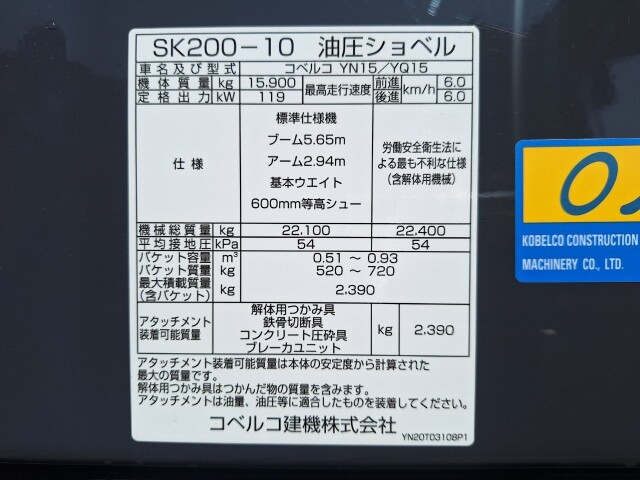 SK200-10 油圧ショベル
車名及び型式 コベルコ YN15/YQ15
機体質量 kg 15.900 最高走行速度 前進 km/h 6.0
定格出力 kW 119 後進 6.0
仕様
標準仕様機
ブーム5.65m
アーム2.94m
基本ウエイト
600mm等高シュー
労働安全衛生法に
よる最も不利な仕様
(含解体用機械)
機械総質量 kg 22.100 22.400
平均接地圧 kPa 54 54
バケット容量 m³ 0.51 ~ 0.93
バケット質量 kg 520 ~ 720
最大積載質量
(含バケット) kg 2.390
アタッチメント
装着可能質量
解体用つかみ具
鉄骨切断具
コンクリート圧砕具
ブレーカユニット
kg 2.390
アタッチメント装着可能質量は本体の安定度から計算された
最大の質量です。
解体用つかみ具はつかんだ物の質量を含みます。
アタッチメントは油量、油圧等に適合したものを装着してください。
コベルコ建機株式会社
YN20T03108P1
KOBELCO CONSTRUCTION
MACHINERY CO., LTD.